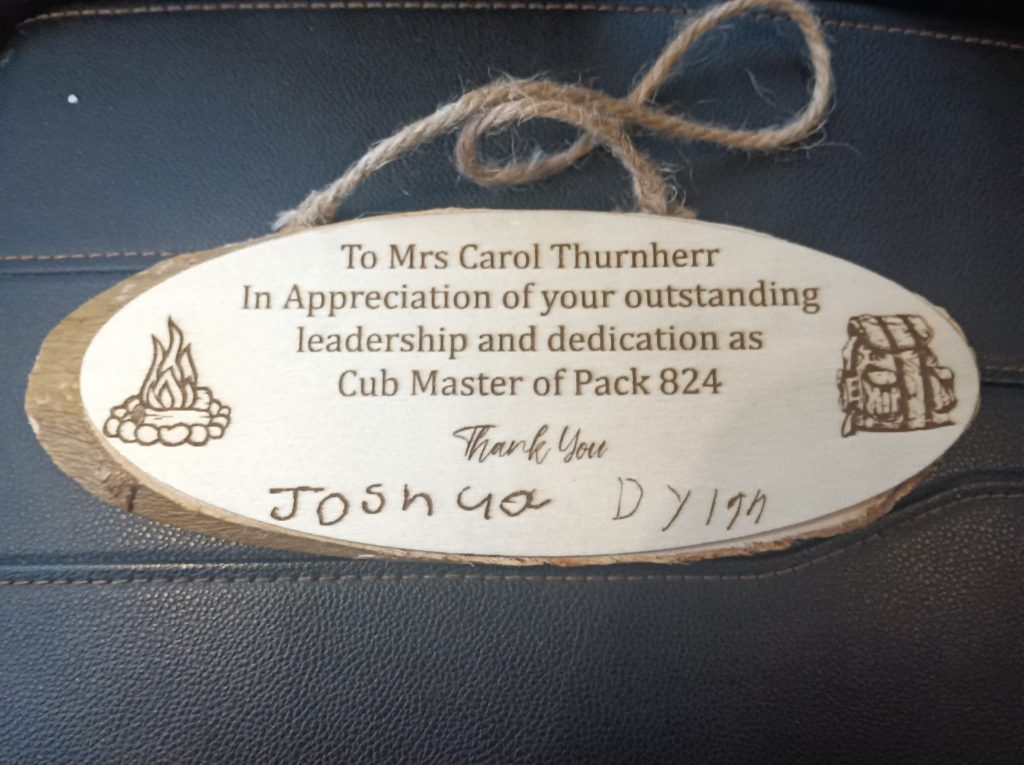 To Mrs Carol Thurnherr
In Appreciation of your outstanding
leadership and dedication as
Cub Master of Pack 824
Thank You
Joshua Dylan